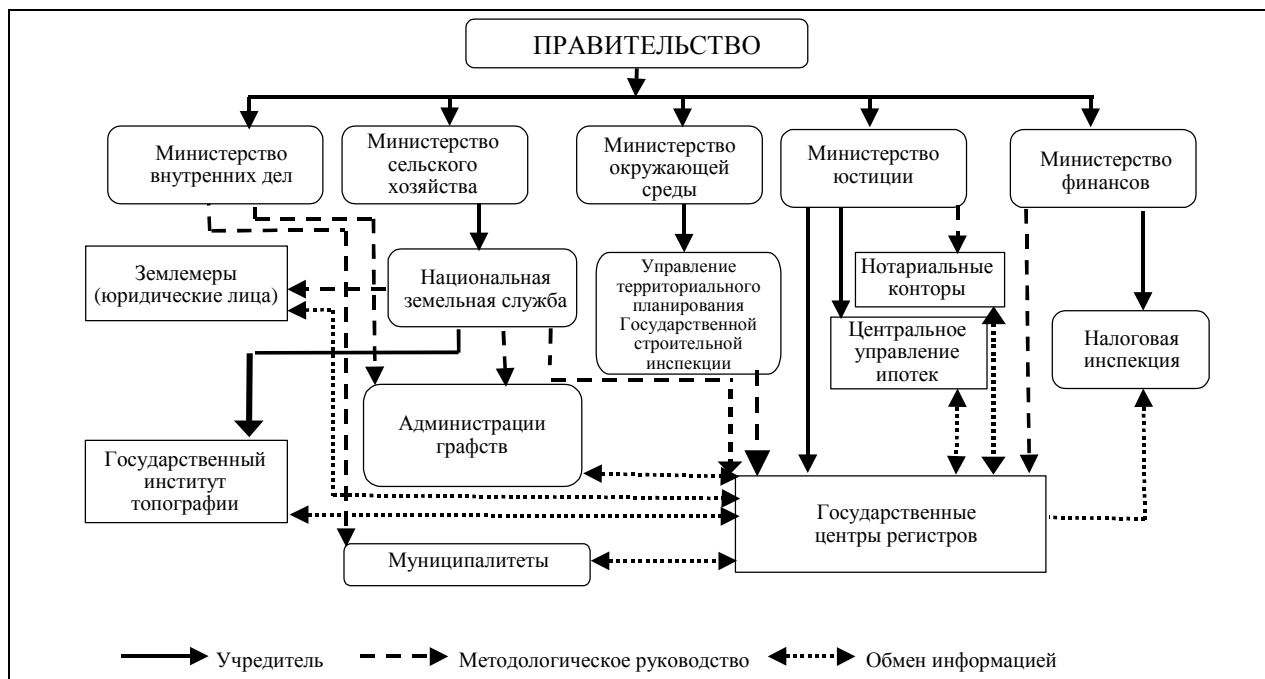 ПРАВИТЕЛЬСТВО
Министерство
внутренних дел
Министерство
сельского
хозяйства
Министерство
окружающей
среды
Министерство
юстиции
Министерство
финансов
Землемеры
(юридические лица)
Национальная
земельная служба
Управление
территориального
планирования
Государственной
строительной
инспекции
Нотариальные
конторы
Центральное
управление
ипотек
Налоговая
инспекция
Администрации
графств
Государственный
институт
топографии
Государственные
центры регистров
Муниципалитеты
Учредитель
Методологическое руководство
Обмен информацией